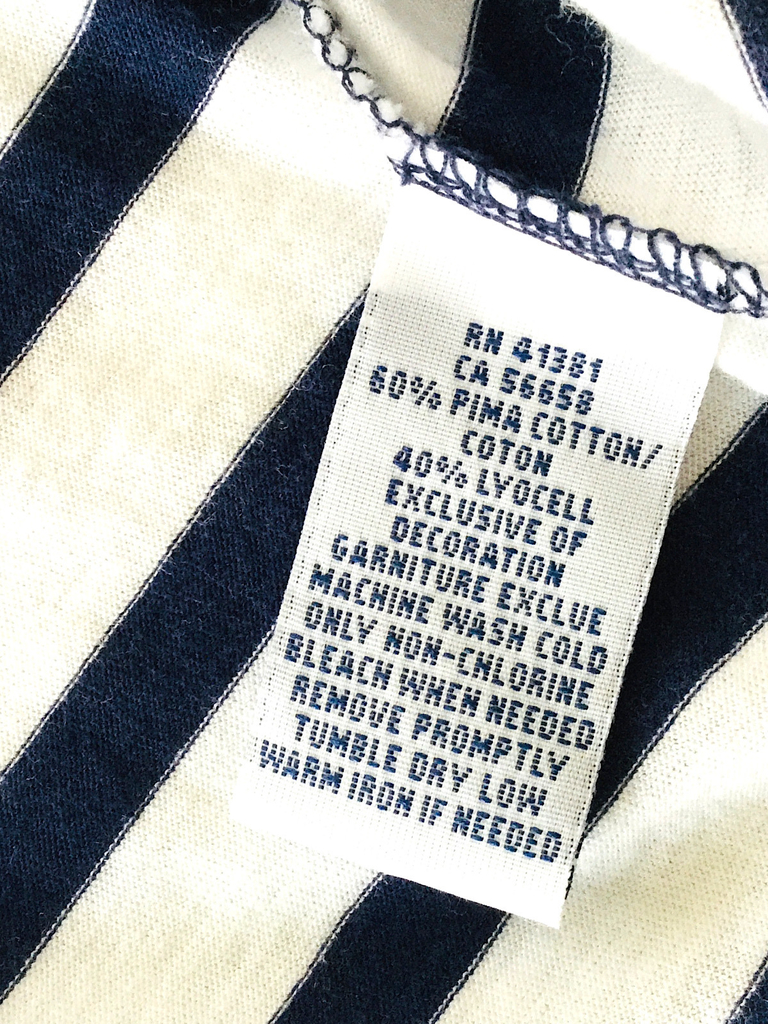 RN 41381
CA 56658
60% PIMA COTTON/
COTON
40% LYOCELL
EXCLUSIVE OF
DECORATION
GARNITURE EXCLUE
MACHINE WASH COLD
ONLY NON-CHLORINE
BLEACH WHEN NEEDED
REMOVE PROMPTLY
TUMBLE DRY LOW
WARM IRON IF NEEDED